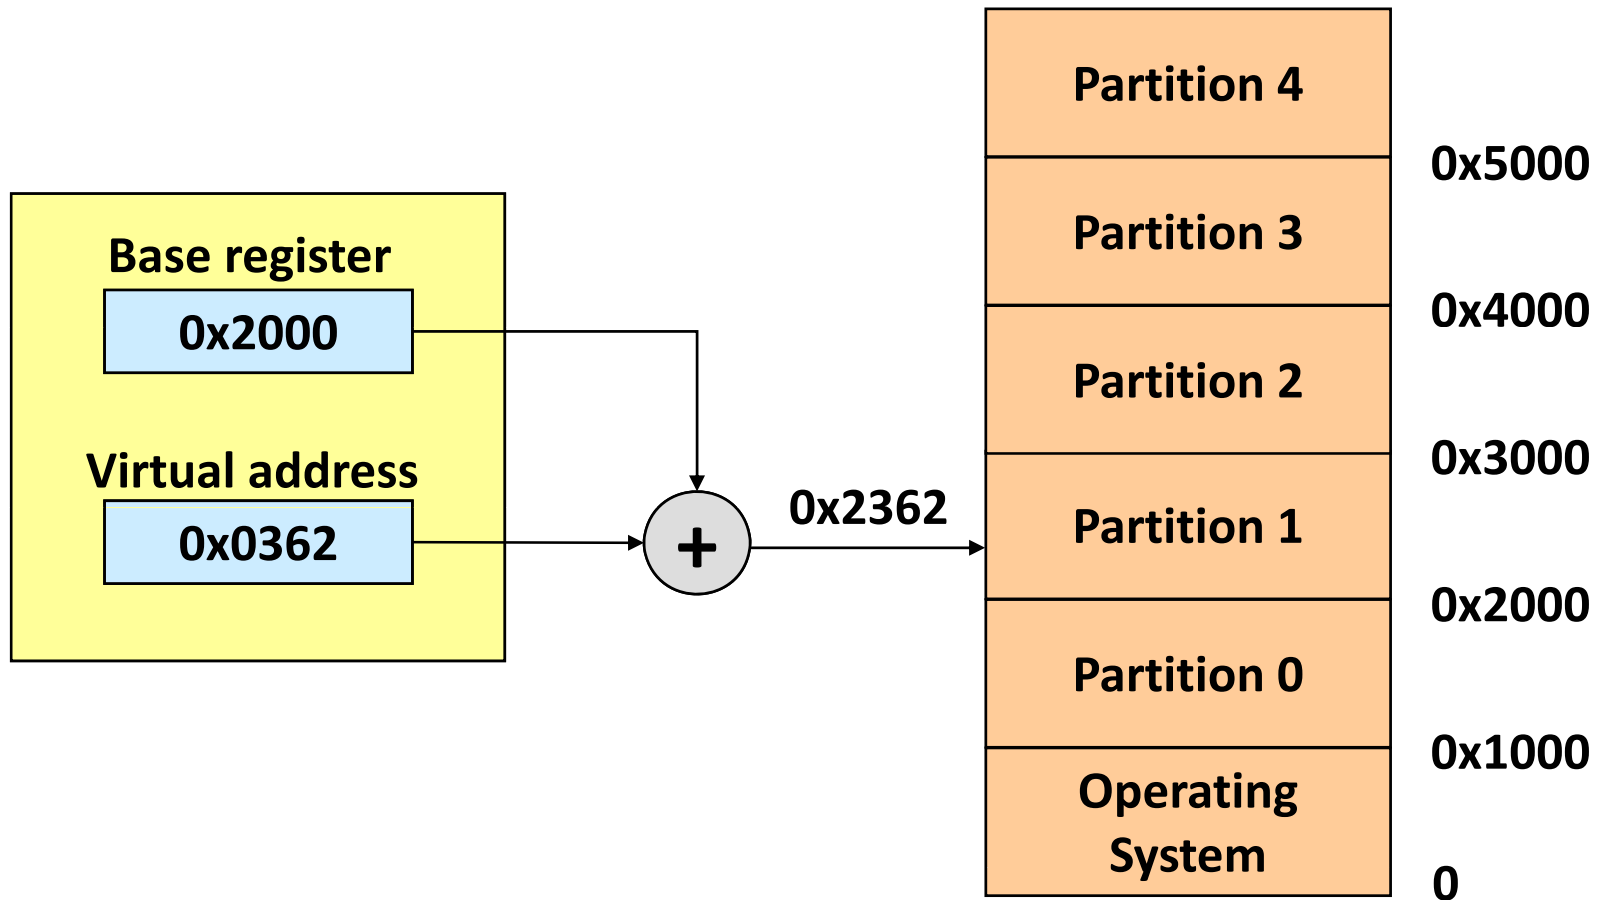 Base register
0x2000
Virtual address
0x0362
+
0x2362
Partition 4
0x5000
Partition 3
0x4000
Partition 2
0x3000
Partition 1
0x2000
Partition 0
0x1000
Operating
System
0